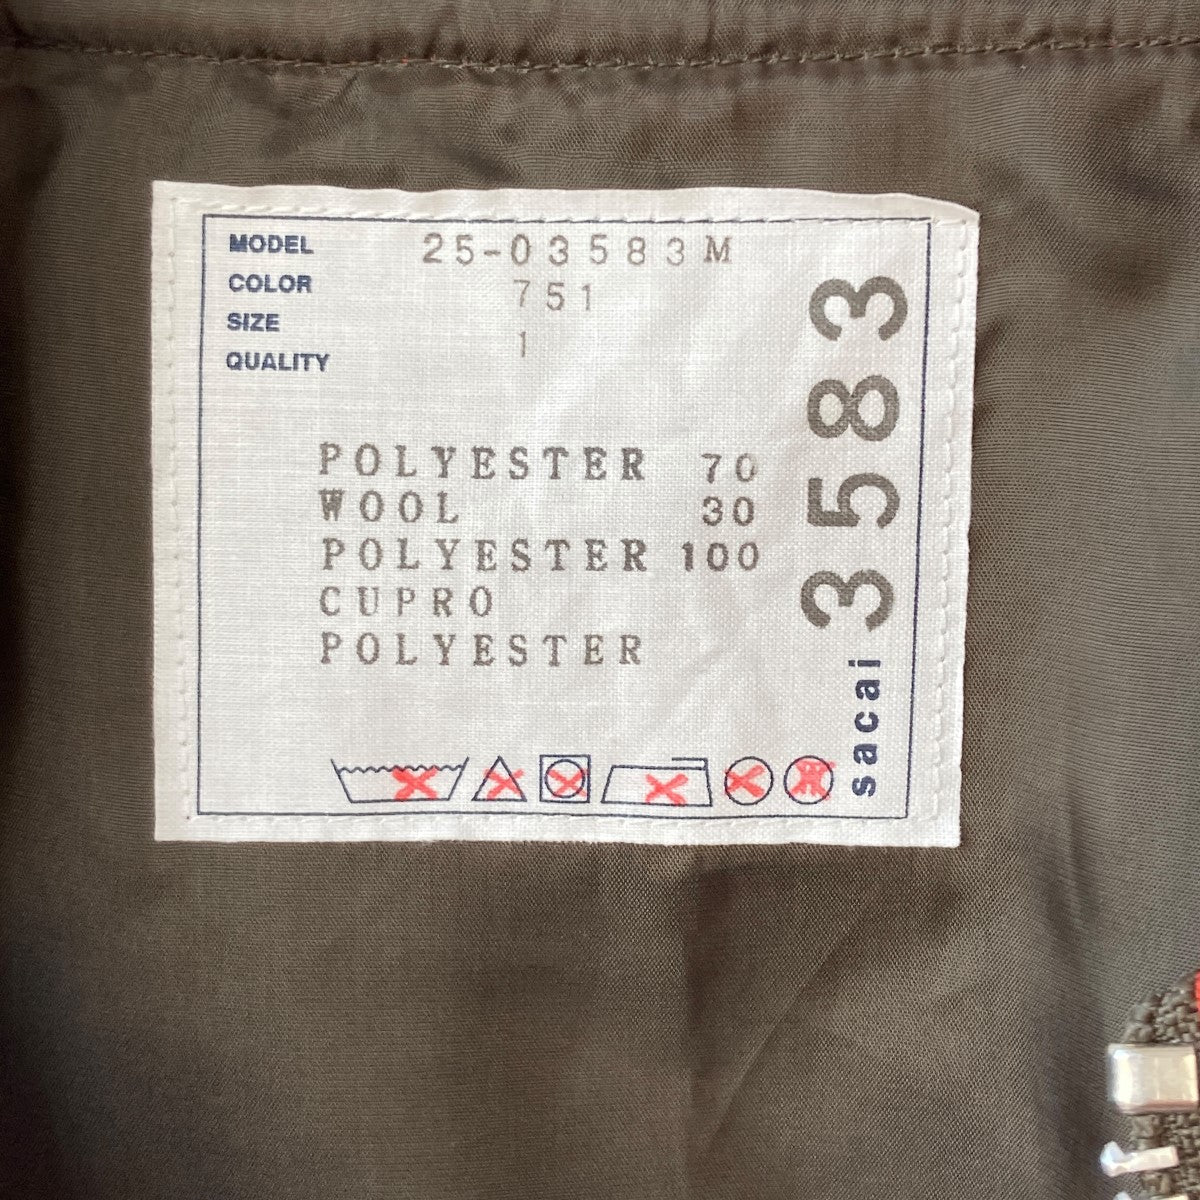 MODEL 25-03583M
COLOR 751
SIZE 1
QUALITY
POLYESTER 70
WOOL 30
POLYESTER 100
CUPRO
POLYESTER
sacai 3583